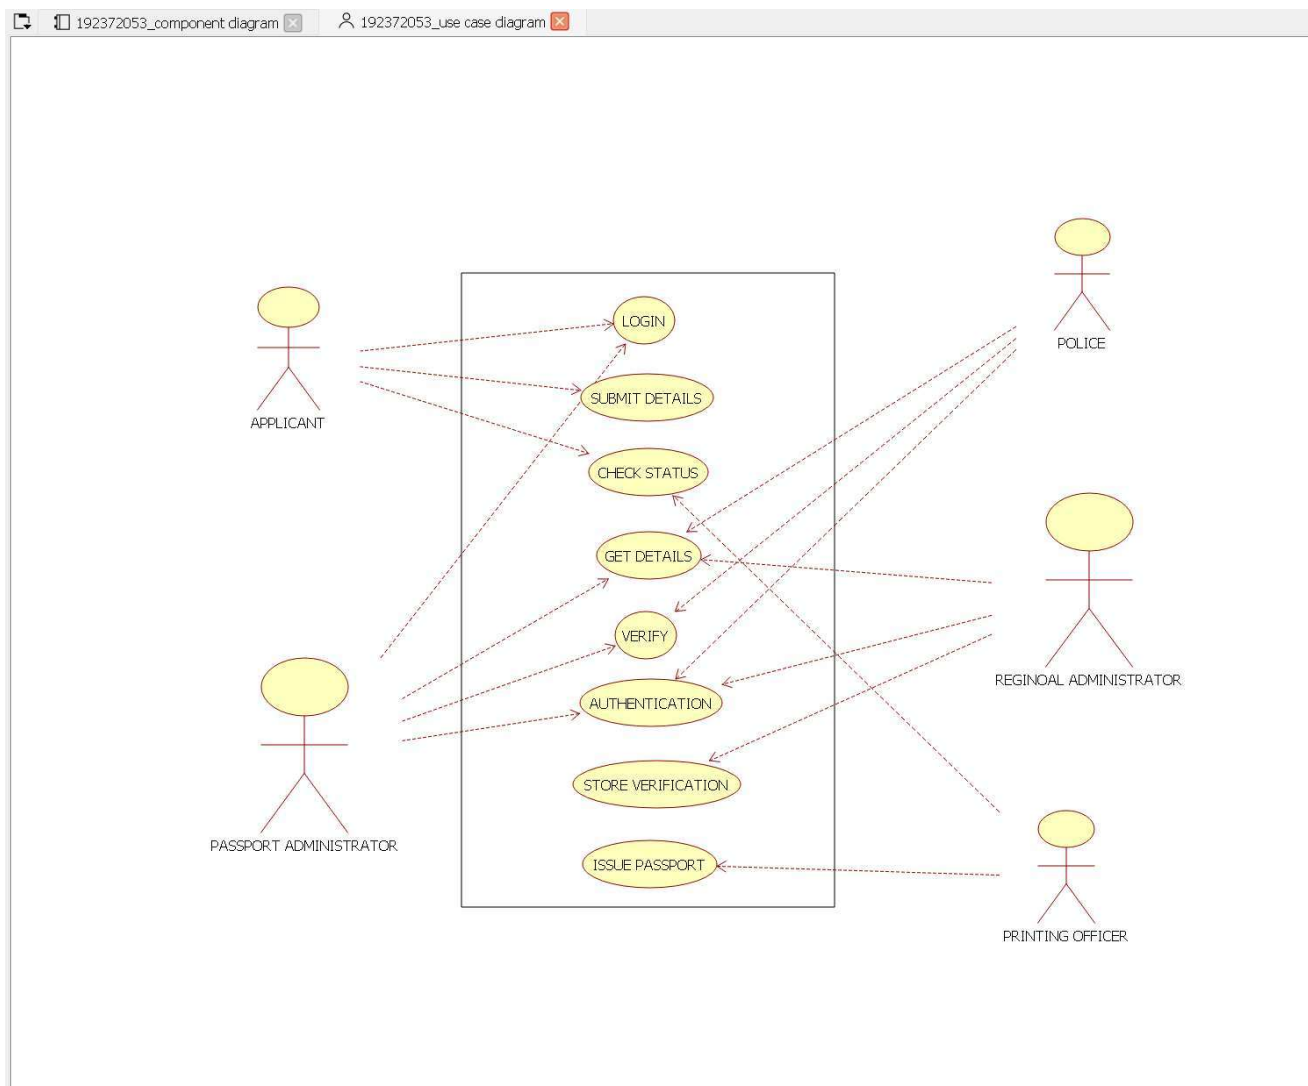 192372053_component diagram
192372053_use case diagram
LOGIN
SUBMIT DETAILS
CHECK STATUS
GET DETAILS
VERIFY
AUTHENTICATION
STORE VERIFICATION
ISSUE PASSPORT
APPLICANT
PASSPORT ADMINISTRATOR
POLICE
REGINOAL ADMINISTRATOR
PRINTING OFFICER